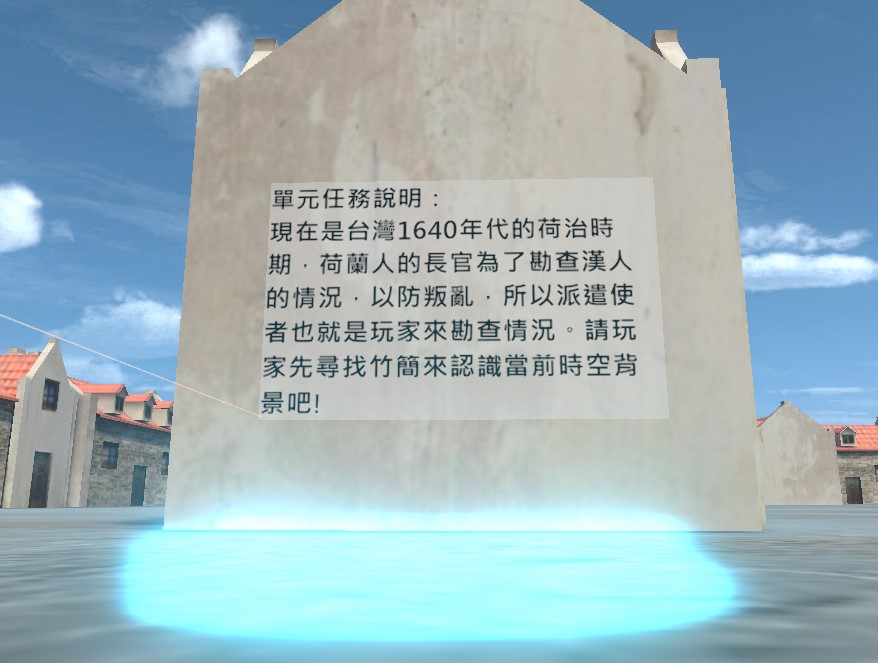 單元任務說明：
現在是台灣1640年代的荷治時
期，荷蘭人的長官為了勘查漢人
的情況，以防叛亂，所以派遣使
者也就是玩家來勘查情況。請玩
家先尋找竹簡來認識當前時空背
景吧!